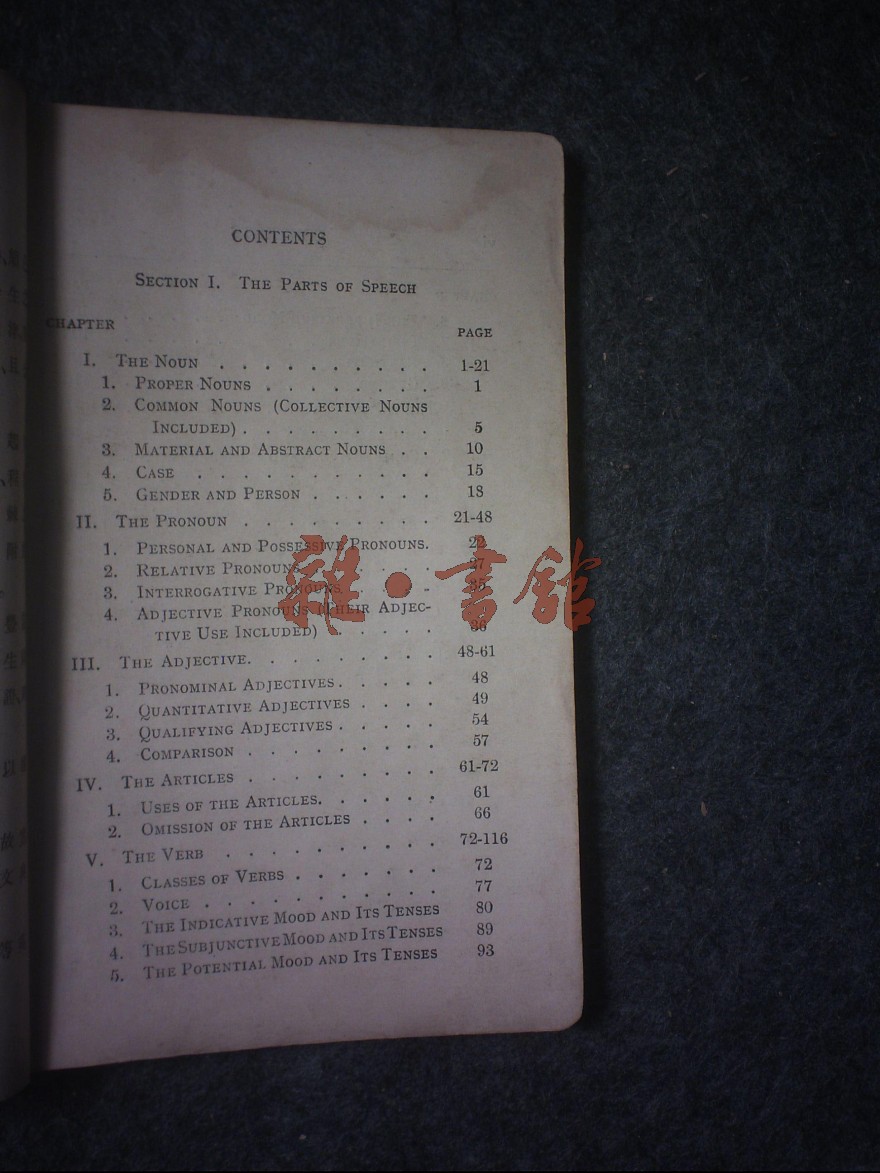 CONTENTS
SECTION I. THE PARTS OF SPEECH
CHAPTER
PAGE
I. THE NOUN . . . . . . . . . . 1-21
1. PROPER NOUNS . . . . . . . . 1
2. COMMON NOUNS (COLLECTIVE NOUNS
INCLUDED) . . . . . . . . . 5
3. MATERIAL AND ABSTRACT NOUNS . . 10
4. CASE . . . . . . . . . . . 15
5. GENDER AND PERSON . . . . . . 18
II. THE PRONOUN . . . . . . . . . 21-48
1. PERSONAL AND POSSESSIVE PRONOUNS. 22
2. RELATIVE PRONOUNS . . . . . 27
3. INTERROGATIVE PRONOUNS . . . . 35
4. ADJECTIVE PRONOUNS (THEIR ADJEC-
TIVE USE INCLUDED) . . . . . 36
III. THE ADJECTIVE. . . . . . . . . 48-61
1. PRONOMINAL ADJECTIVES . . . . . 48
2. QUANTITATIVE ADJECTIVES . . . . 49
3. QUALIFYING ADJECTIVES . . . . . 54
4. COMPARISON . . . . . . . . . 57
IV. THE ARTICLES . . . . . . . . . 61-72
1. USES OF THE ARTICLES. . . . . . 61
2. OMISSION OF THE ARTICLES . . . . 66
V. THE VERB . . . . . . . . . . 72-116
1. CLASSES OF VERBS . . . . . . . 72
2. VOICE . . . . . . . . . . . 77
3. THE INDICATIVE MOOD AND ITS TENSES 80
4. THE SUBJUNCTIVE MOOD AND ITS TENSES 89
5. THE POTENTIAL MOOD AND ITS TENSES 93
雜·書館